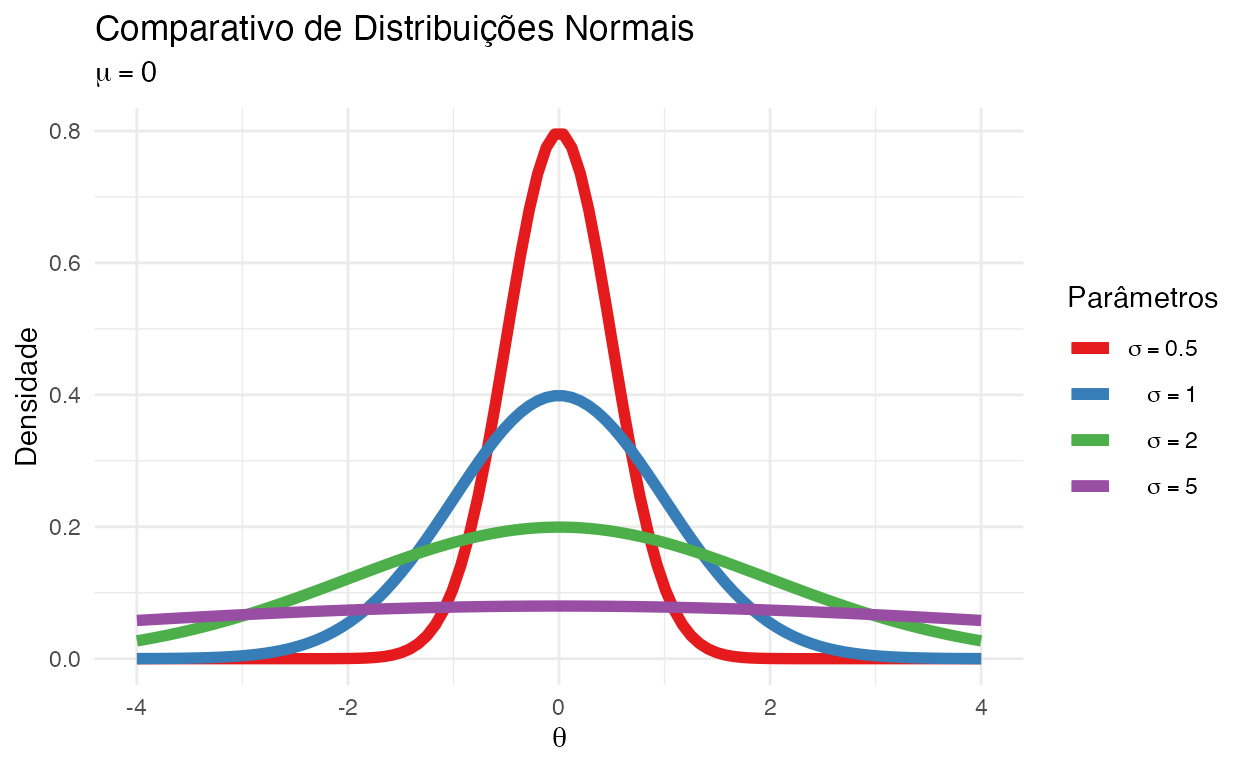 Comparativo de Distribuições Normais
μ = 0
Densidade
0.8
0.6
0.4
0.2
0.0
-4 -2 0 2 4
θ
Parâmetros
σ = 0.5
σ = 1
σ = 2
σ = 5